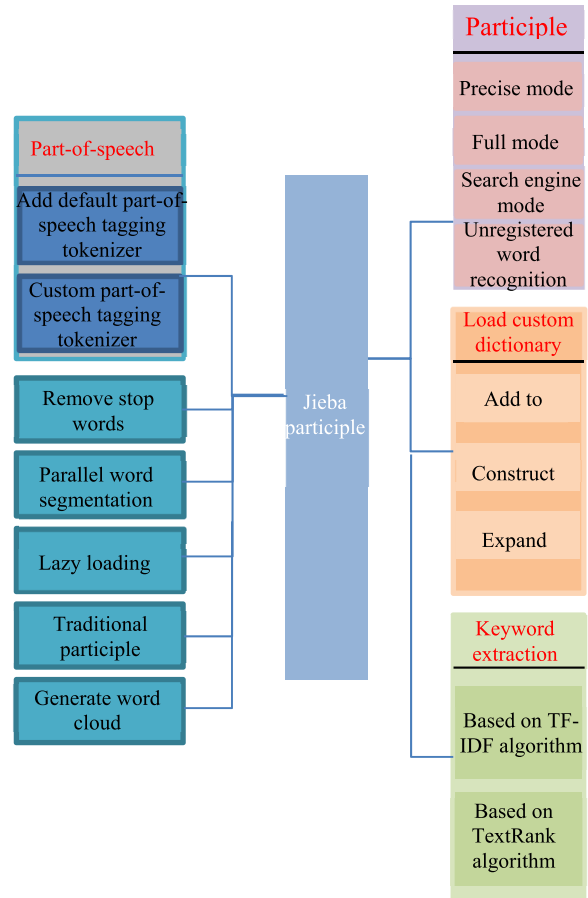 Part-of-speech
Add default part-of-
speech tagging
tokenizer
Custom part-of-
speech tagging
tokenizer
Remove stop
words
Parallel word
segmentation
Lazy loading
Traditional
participle
Generate word
cloud
Jieba
participle
Participle
Precise mode
Full mode
Search engine
mode
Unregistered
word
recognition
Load custom
dictionary
Add to
Construct
Expand
Keyword
extraction
Based on TF-
IDF algorithm
Based on
TextRank
algorithm